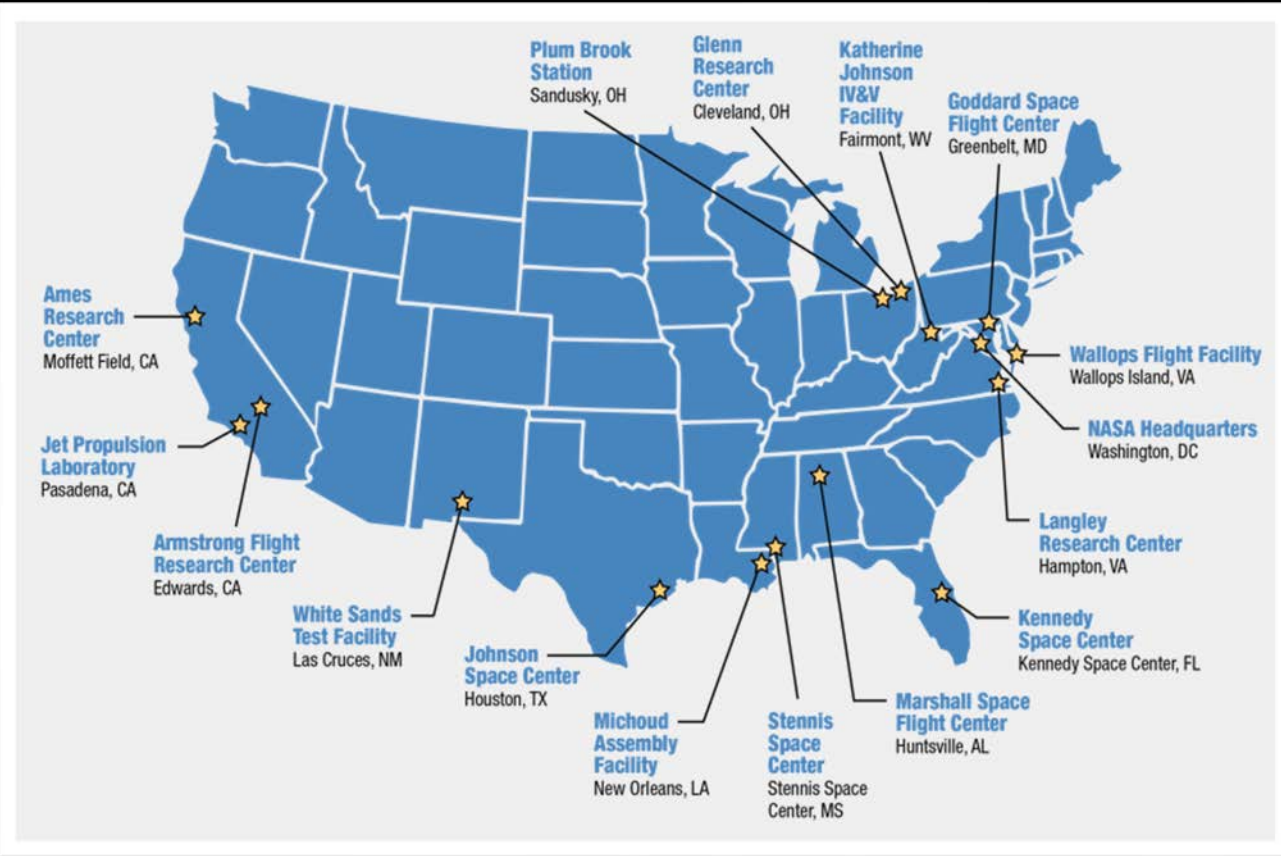 Plum Brook
Station
Sandusky, OH
Glenn
Research
Center
Cleveland, OH
Katherine
Johnson
IV&V
Facility
Fairmont, WV
Goddard Space
Flight Center
Greenbelt, MD
Ames
Research
Center
Moffett Field, CA
Wallops Flight Facility
Wallops Island, VA
NASA Headquarters
Washington, DC
Jet Propulsion
Laboratory
Pasadena, CA
Langley
Research Center
Hampton, VA
Armstrong Flight
Research Center
Edwards, CA
White Sands
Test Facility
Las Cruces, NM
Kennedy
Space Center
Kennedy Space Center, FL
Johnson
Space Center
Houston, TX
Michoud
Assembly
Facility
New Orleans, LA
Stennis
Space
Center
Stennis Space
Center, MS
Marshall Space
Flight Center
Huntsville, AL